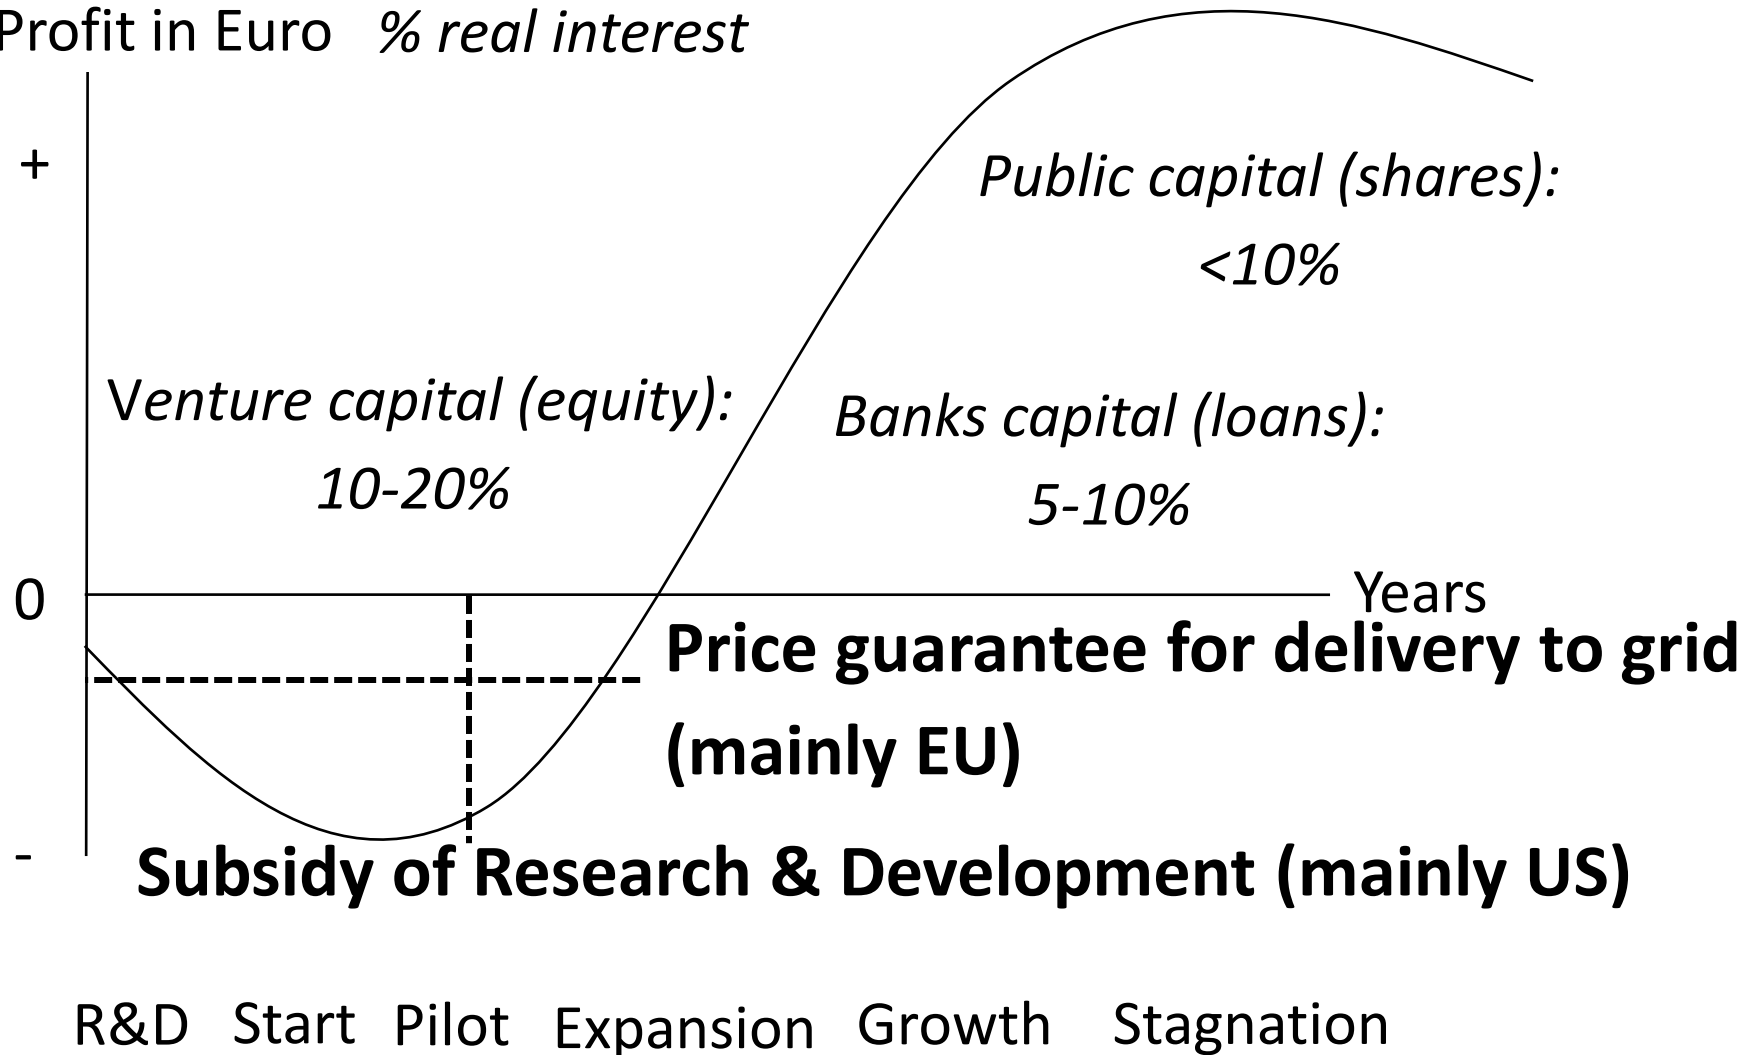 Profit in Euro % real interest
+
Public capital (shares):
<10%
Venture capital (equity):
10-20%
Banks capital (loans):
5-10%
0
Years
Price guarantee for delivery to grid
(mainly EU)
-
Subsidy of Research & Development (mainly US)
R&D Start Pilot Expansion Growth Stagnation